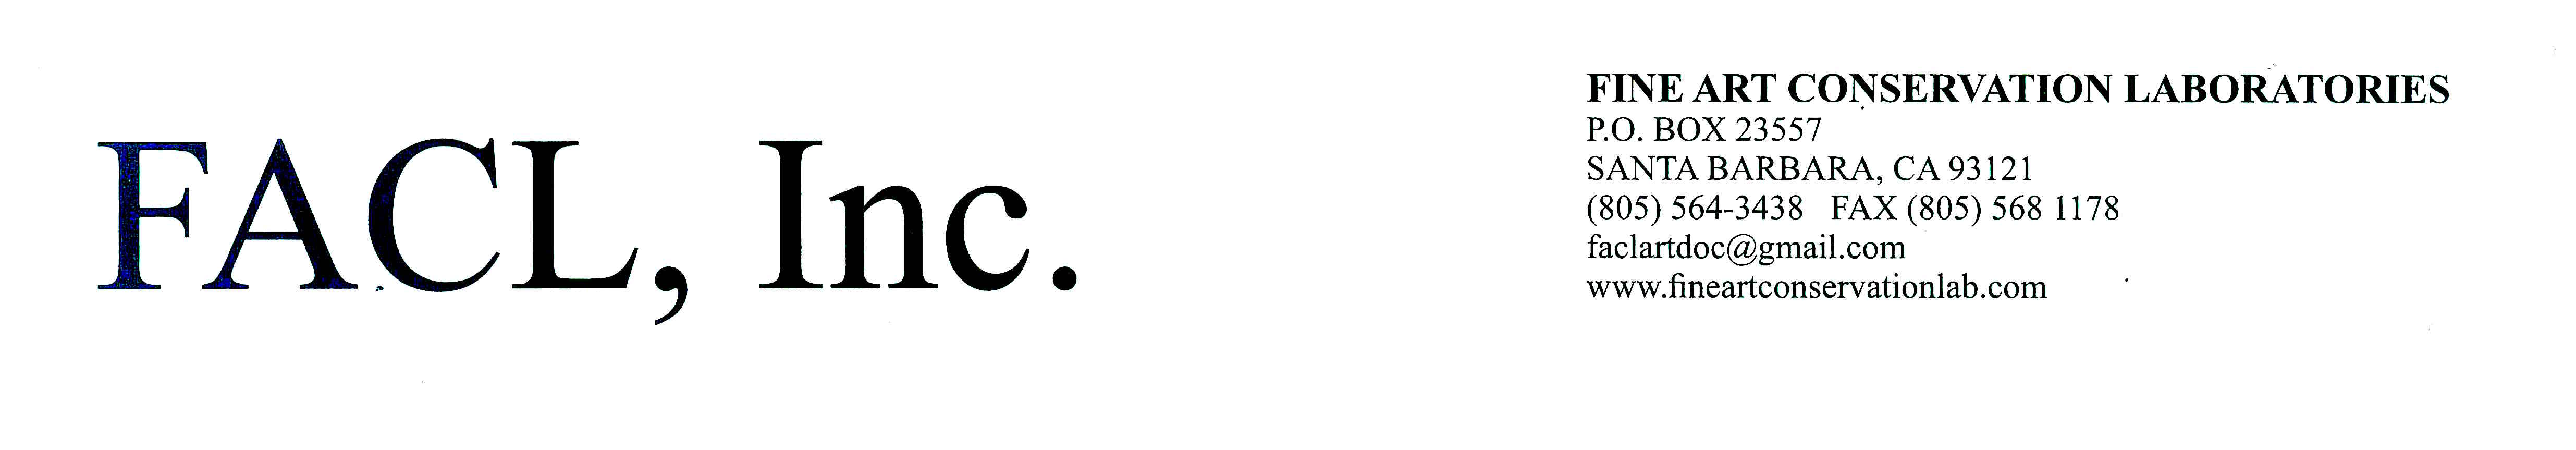 FACL, Inc.
FINE ART CONSERVATION LABORATORIES
P.O. BOX 23557
SANTA BARBARA, CA 93121
(805) 564-3438 FAX (805) 568 1178
faclartdoc@gmail.com
www.fineartconservationlab.com